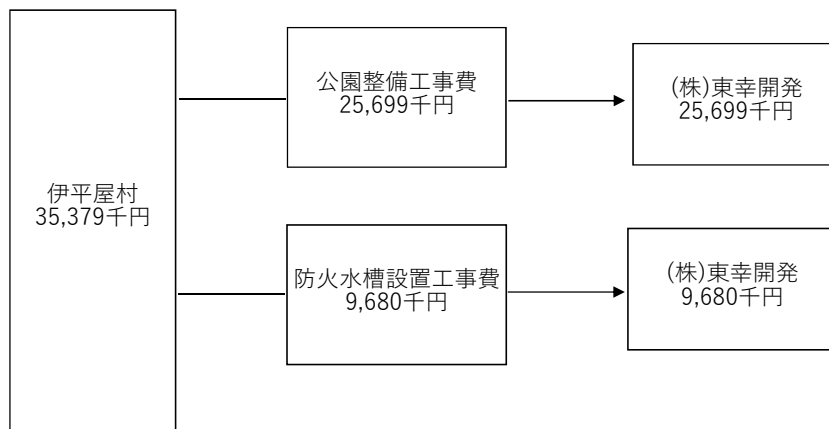 伊平屋村
35,379千円
公園整備工事費
25,699千円
(株)東幸開発
25,699千円
防火水槽設置工事費
9,680千円
(株)東幸開発
9,680千円